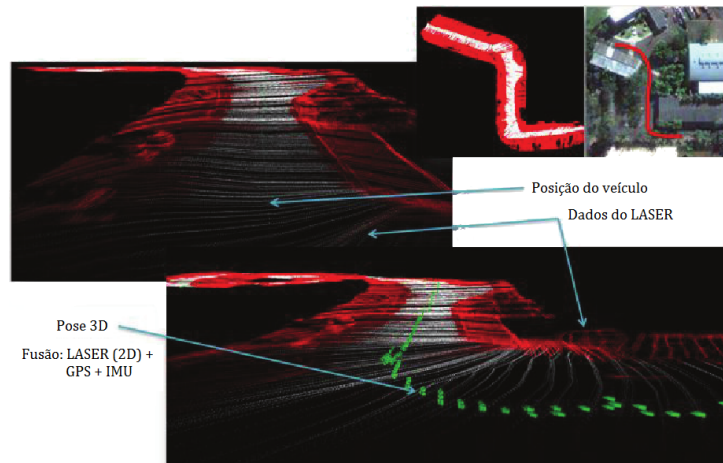 Posição do veículo
Dados do LASER
Pose 3D
Fusão: LASER (2D) +
GPS + IMU